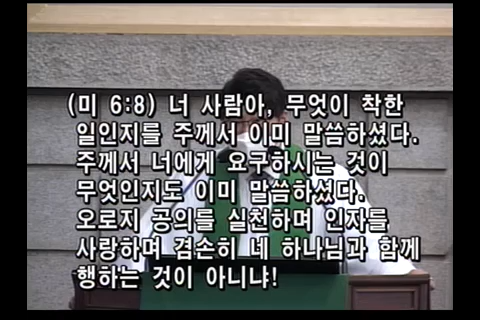 (미 6:8) 너 사람아, 무엇이 착한
일인지를 주께서 이미 말씀하셨다.
주께서 너에게 요구하시는 것이
무엇인지도 이미 말씀하셨다.
오로지 공의를 실천하며 인자를
사랑하며 겸손히 네 하나님과 함께
행하는 것이 아니냐!